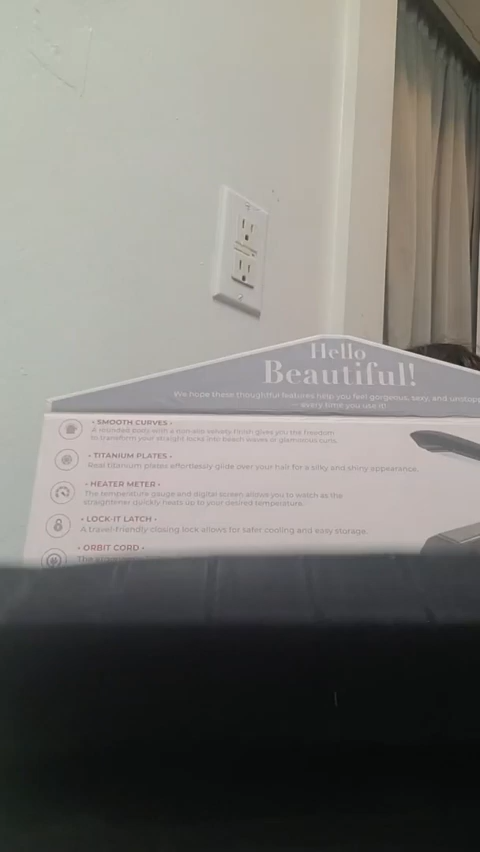 Hello
Beautiful!
We hope these thoughtful features help you feel gorgeous, sexy, and unstopp
every time you use it!
• SMOOTH CURVES •
A rounded body with a non-slip velvety finish gives you the freedom
to transform your straight locks into beach waves or glamorous curls.
• TITANIUM PLATES •
Real titanium plates effortlessly glide over your hair for a silky and shiny appearance.
• HEATER METER •
The temperature gauge and digital screen allows you to watch as the
straightener quickly heats up to your desired temperature.
• LOCK-IT LATCH •
A travel-friendly closing lock allows for safer cooling and easy storage.
• ORBIT CORD •
The